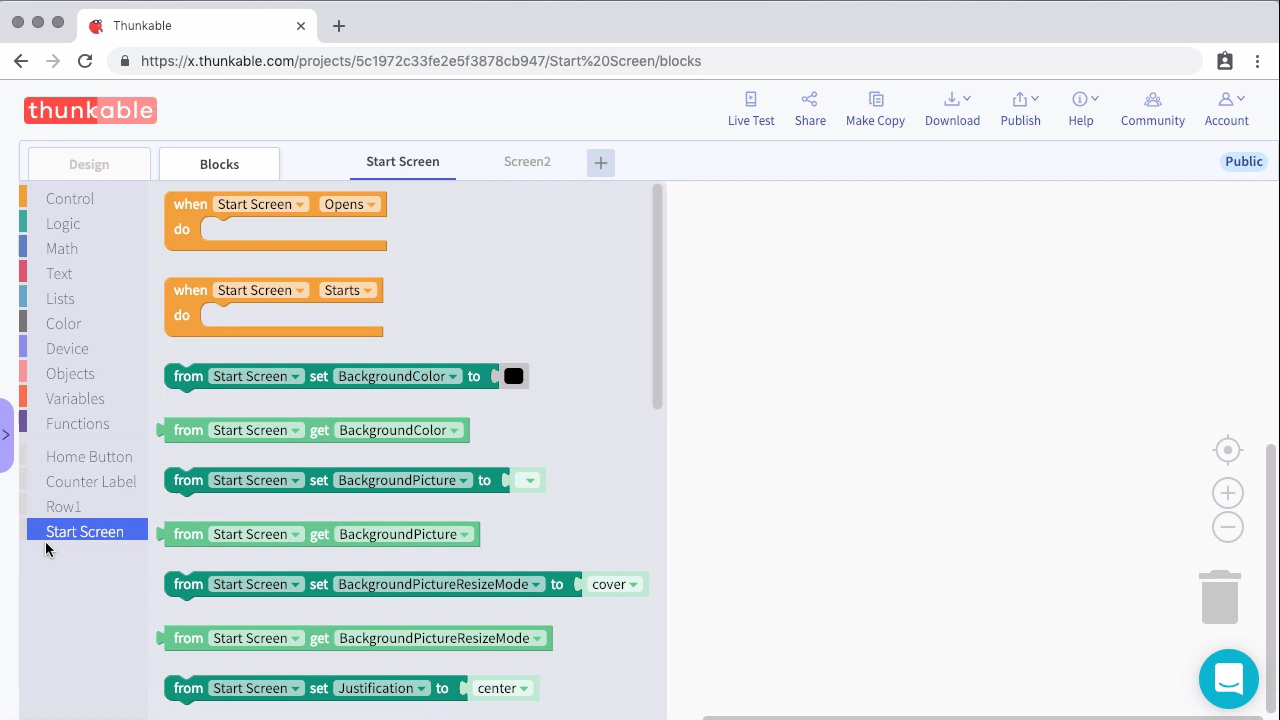 Thunkable
https://x.thunkable.com/projects/5c1972c33fe2e5f3878cb947/Start%20Screen/blocks
thunkable
Live Test
Share
Make Copy
Download
Publish
Help
Community
Account
Design
Blocks
Start Screen
Screen2
Public
Control
Logic
Math
Text
Lists
Color
Device
Objects
Variables
Functions
Home Button
Counter Label
Row1
Start Screen
when Start Screen Opens
do
when Start Screen Starts
do
from Start Screen set BackgroundColor to
from Start Screen get BackgroundColor
from Start Screen set BackgroundPicture to
from Start Screen get BackgroundPicture
from Start Screen set BackgroundPictureResizeMode to cover
from Start Screen get BackgroundPictureResizeMode
from Start Screen set Justification to center